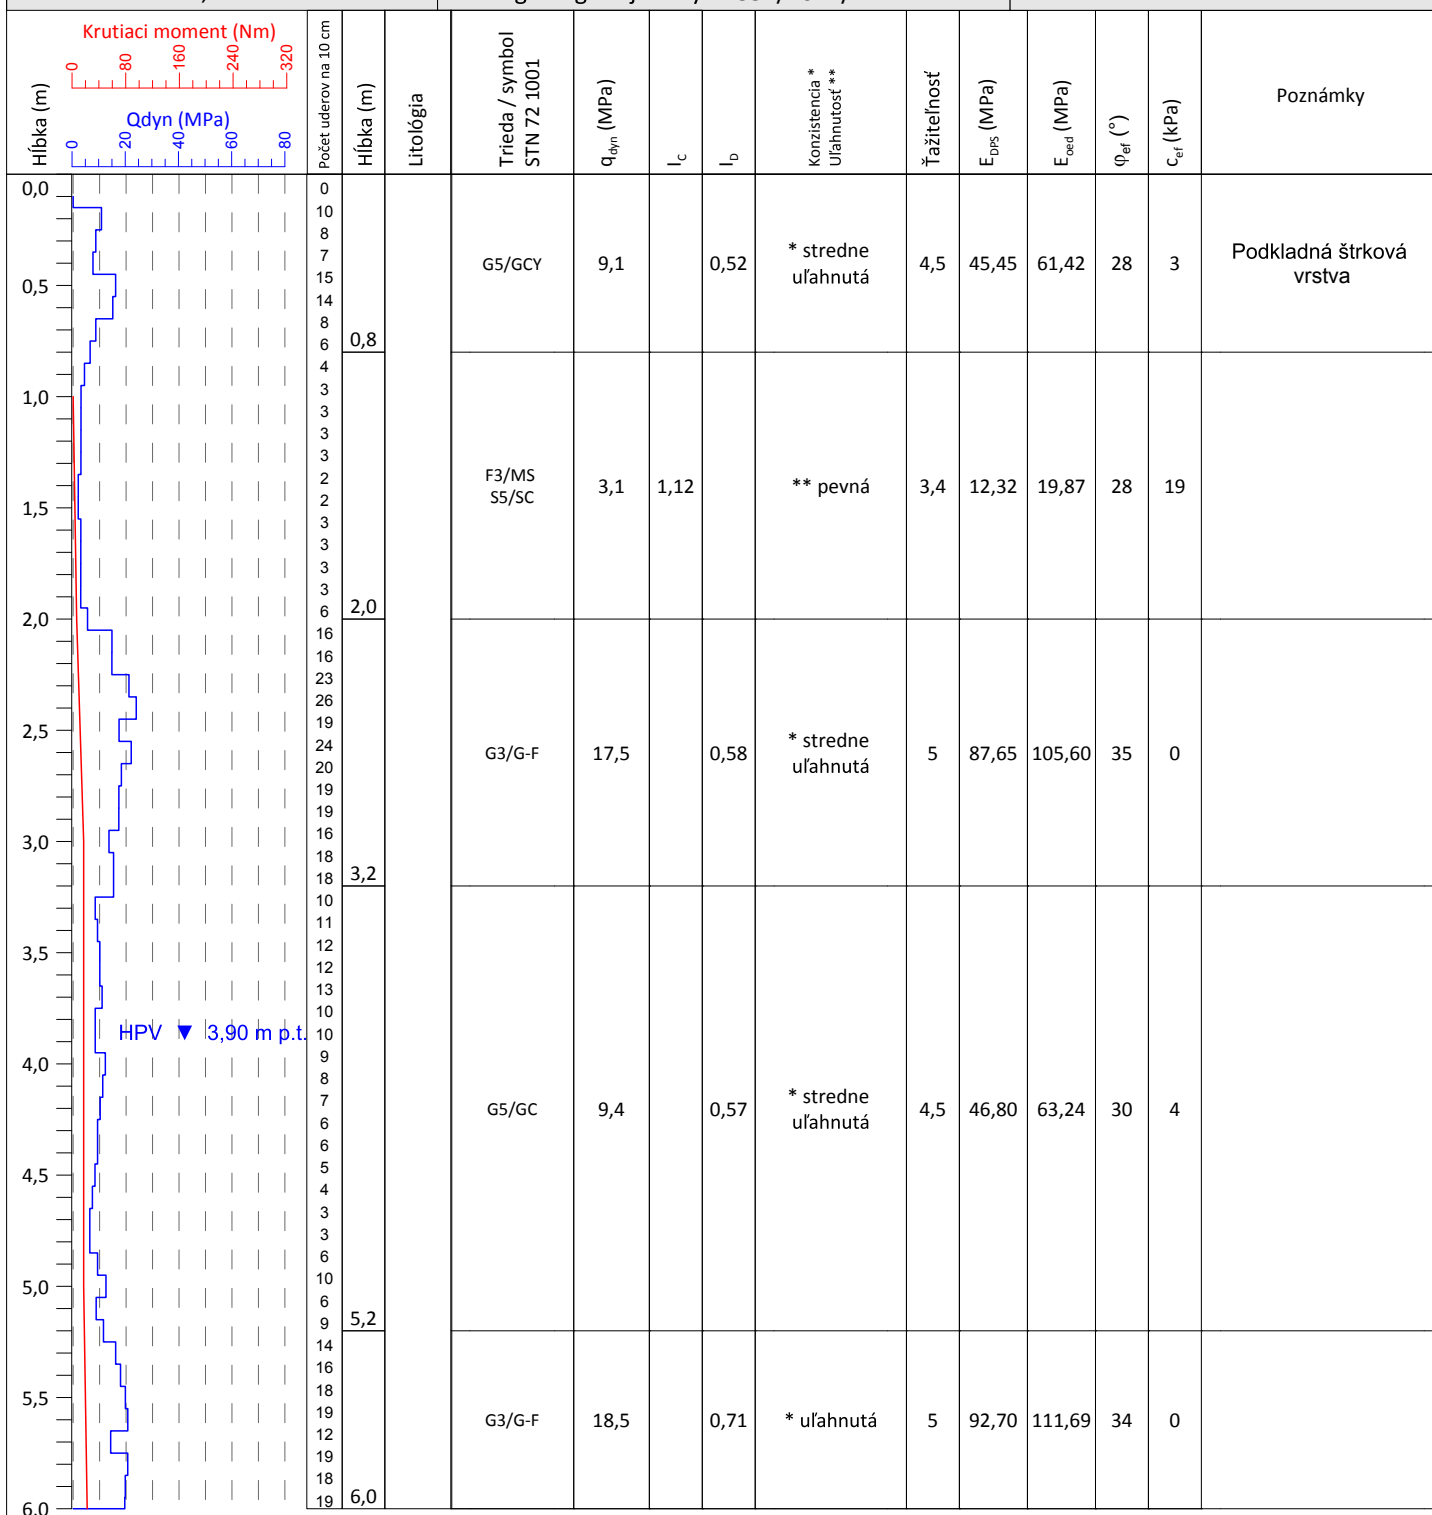 Krutiaci moment (Nm)
0 80 160 240 320
Qdyn (MPa)
0 20 40 60 80
Hĺbka (m)
Počet uderov na 10 cm
Hĺbka (m)
Litológia
Trieda / symbol
STN 72 1001
qdyn (MPa)
IC
ID
Konzistencia *
Uľahnutosť **
Ťažiteľnosť
EDPS (MPa)
Eoed (MPa)
φef (°)
cef (kPa)
Poznámky
0,0
0,5
1,0
1,5
2,0
2,5
3,0
3,5
4,0
4,5
5,0
5,5
6,0
HPV ▼ 3,90 m p.t.
0
10
8
7
15
14
8
6
4
3
3
3
3
2
2
3
3
3
3
6
16
16
23
26
19
24
20
19
19
16
18
18
10
11
12
12
13
10
10
9
8
7
6
6
5
4
3
3
6
10
6
9
14
16
18
19
12
19
18
19
0,8
2,0
3,2
5,2
6,0
G5/GCY 9,1 0,52 * stredne
uľahnutá
4,5 45,45 61,42 28 3 Podkladná štrková
vrstva
F3/MS
S5/SC
3,1 1,12 ** pevná 3,4 12,32 19,87 28 19
G3/G-F 17,5 0,58 * stredne
uľahnutá
5 87,65 105,60 35 0
G5/GC 9,4 0,57 * stredne
uľahnutá
4,5 46,80 63,24 30 4
G3/G-F 18,5 0,71 * uľahnutá 5 92,70 111,69 34 0